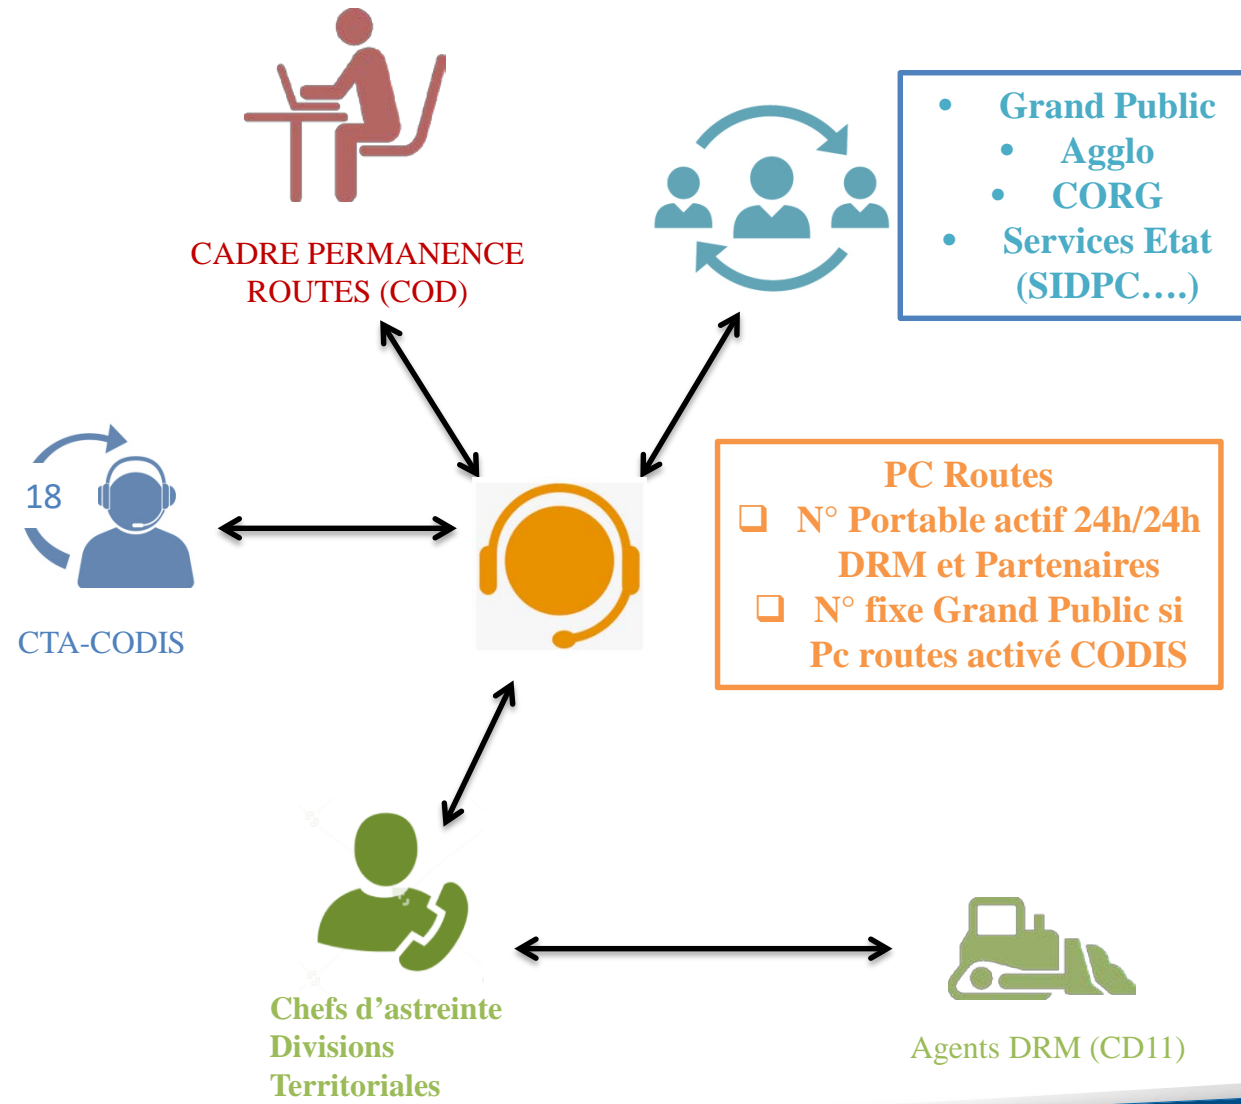 • Grand Public
• Agglo
• CORG
• Services Etat
(SIDPC….)
CADRE PERMANENCE
ROUTES (COD)
18
CTA-CODIS
PC Routes
❑ N° Portable actif 24h/24h
DRM et Partenaires
❑ N° fixe Grand Public si
Pc routes activé CODIS
Chefs d’astreinte
Divisions
Territoriales
Agents DRM (CD11)